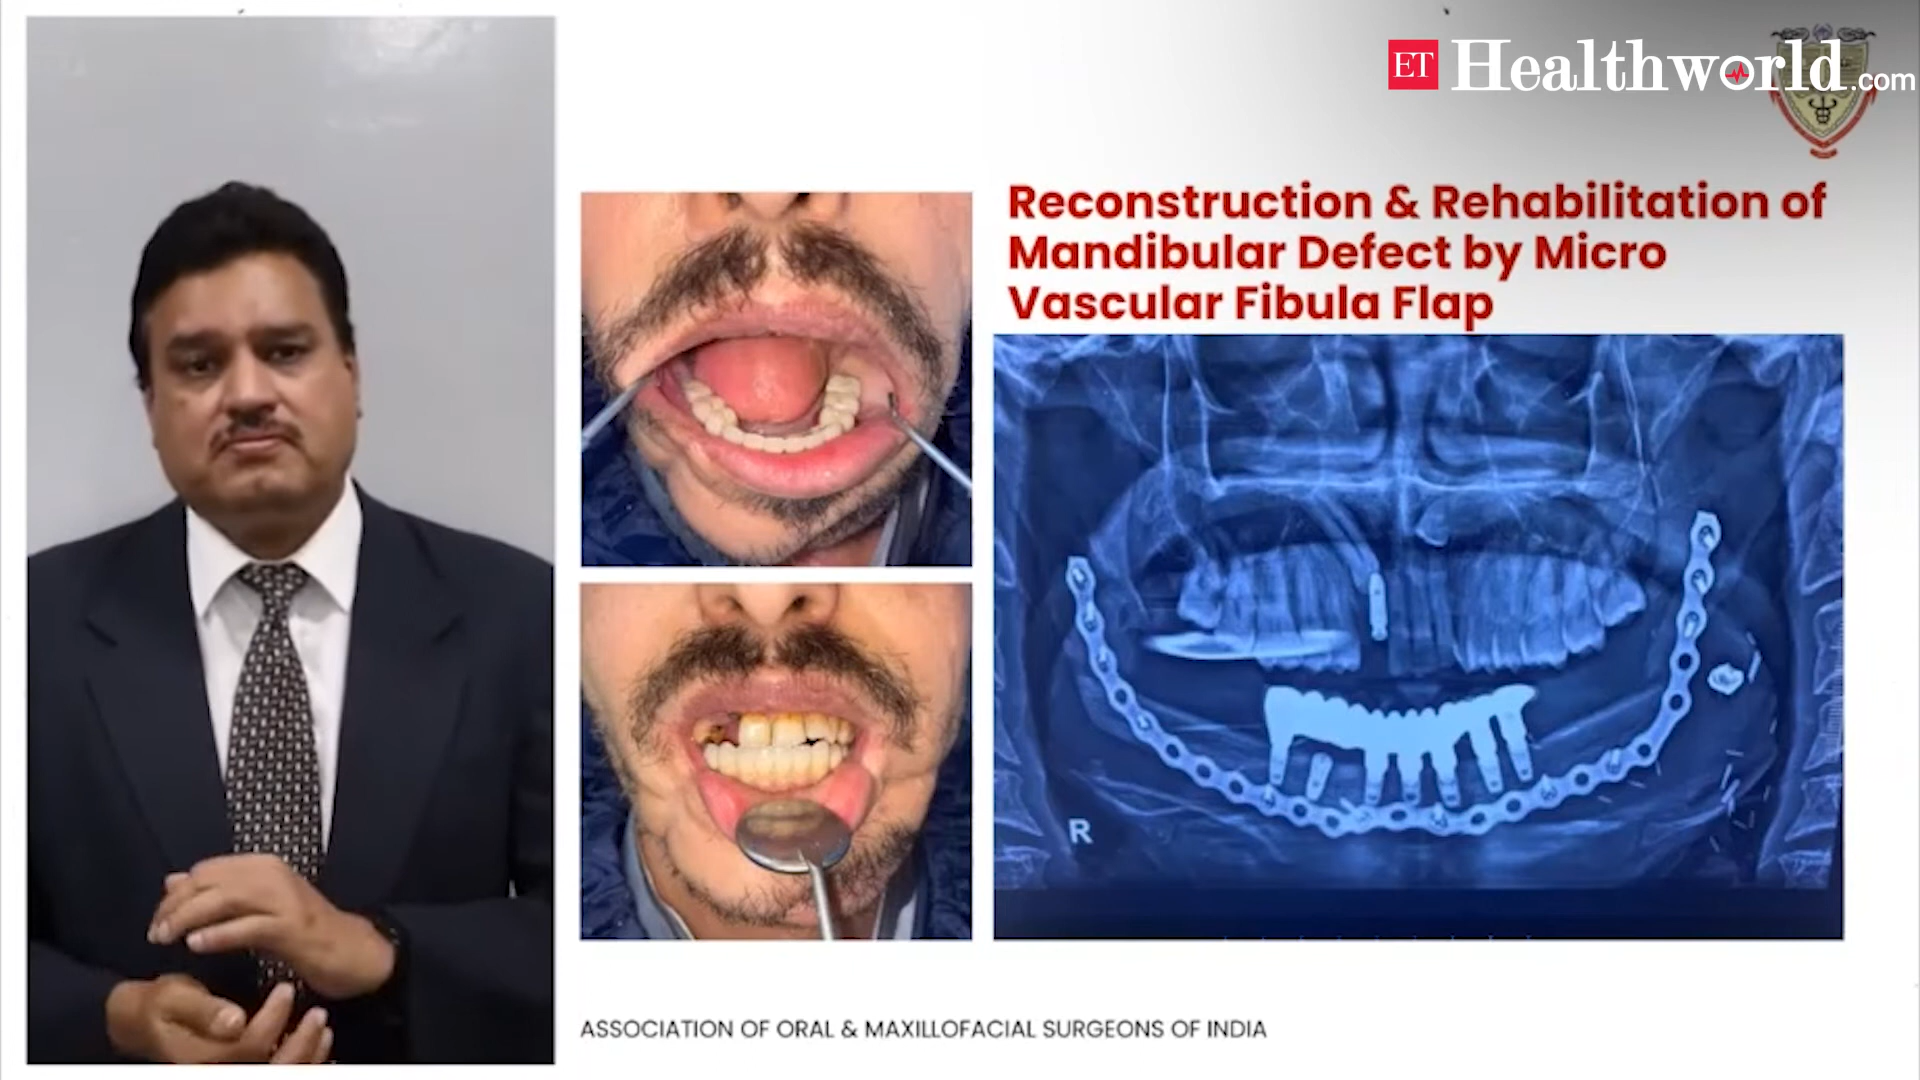 ET Healthworld.com
Reconstruction & Rehabilitation of
Mandibular Defect by Micro
Vascular Fibula Flap
R
ASSOCIATION OF ORAL & MAXILLOFACIAL SURGEONS OF INDIA